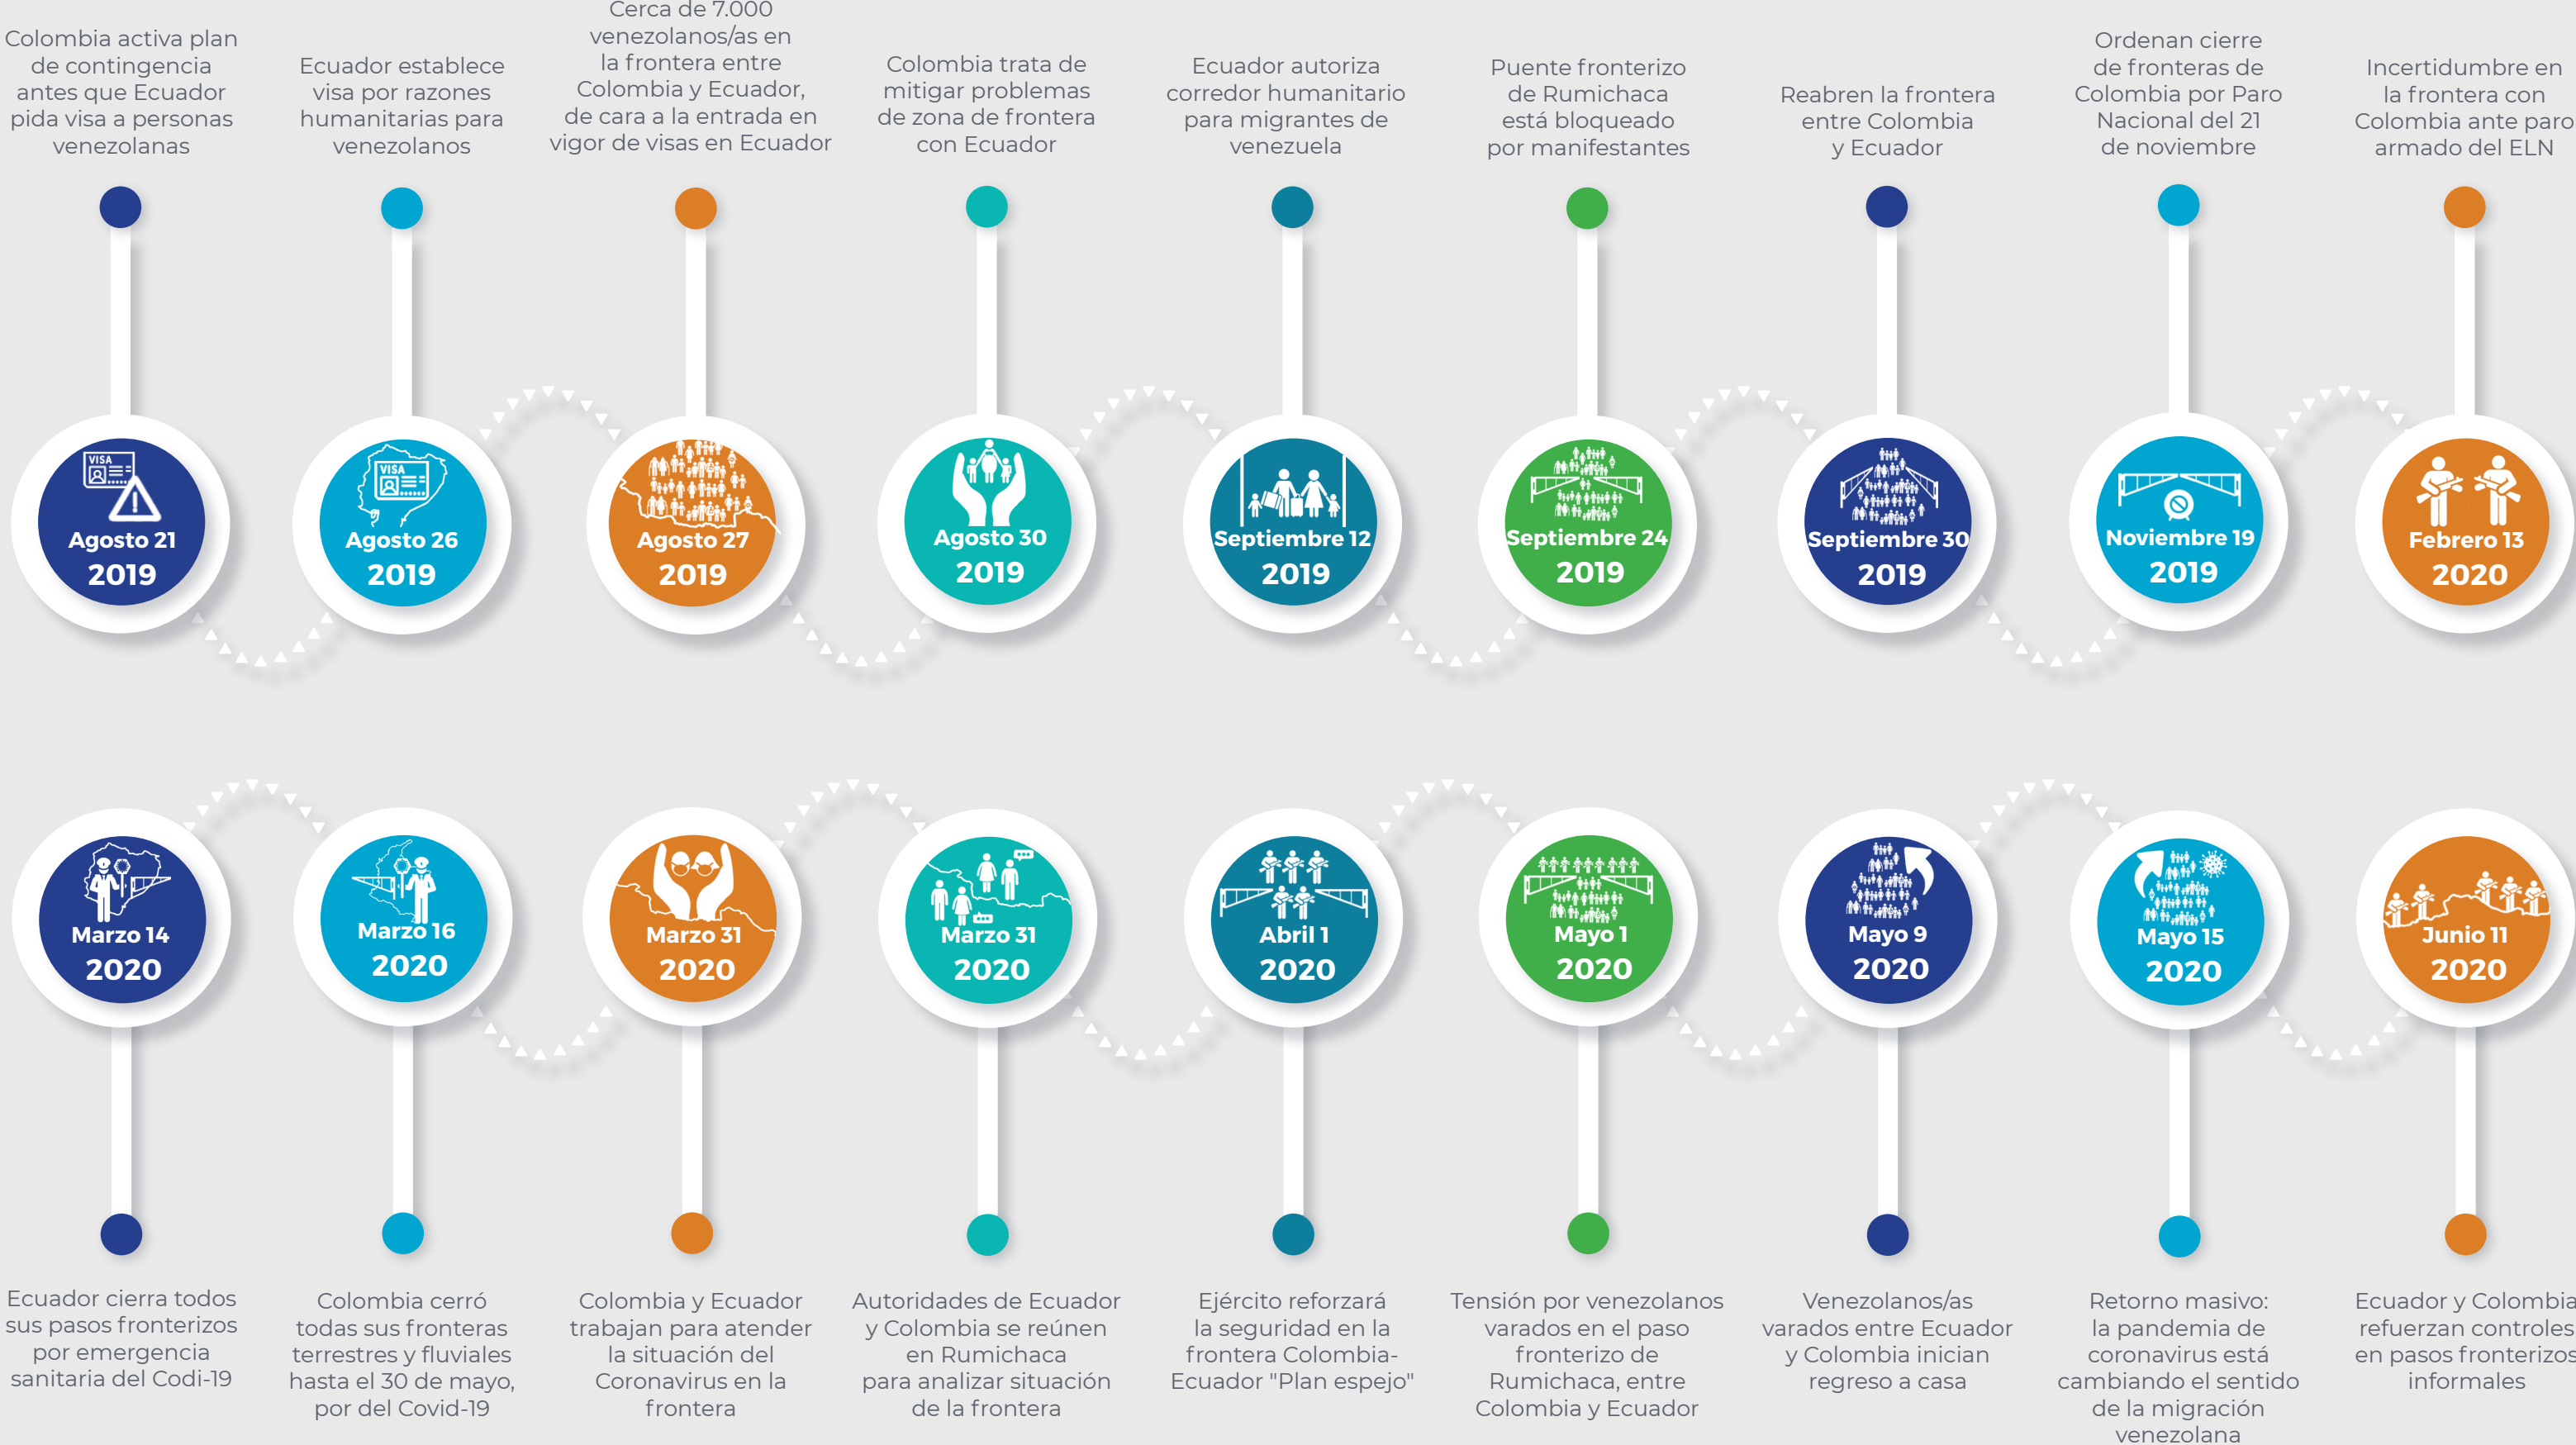 Colombia activa plan
de contingencia
antes que Ecuador
pida visa a personas
venezolanas
Ecuador establece
visa por razones
humanitarias para
venezolanos
Cerca de 7.000
venezolanos/as en
la frontera entre
Colombia y Ecuador,
de cara a la entrada en
vigor de visas en Ecuador
Colombia trata de
mitigar problemas
de zona de frontera
con Ecuador
Ecuador autoriza
corredor humanitario
para migrantes de
venezuela
Puente fronterizo
de Rumichaca
está bloqueado
por manifestantes
Reabren la frontera
entre Colombia
y Ecuador
Ordenan cierre
de fronteras de
Colombia por Paro
Nacional del 21
de noviembre
Incertidumbre en
la frontera con
Colombia ante paro
armado del ELN
VISA
Agosto 21
2019
VISA
Agosto 26
2019
Agosto 27
2019
Agosto 30
2019
Septiembre 12
2019
Septiembre 24
2019
Septiembre 30
2019
Noviembre 19
2019
Febrero 13
2020
Marzo 14
2020
Marzo 16
2020
Marzo 31
2020
Marzo 31
2020
Abril 1
2020
Mayo 1
2020
Mayo 9
2020
Mayo 15
2020
Junio 11
2020
Ecuador cierra todos
sus pasos fronterizos
por emergencia
sanitaria del Codi-19
Colombia cerró
todas sus fronteras
terrestres y fluviales
hasta el 30 de mayo,
por del Covid-19
Colombia y Ecuador
trabajan para atender
la situación del
Coronavirus en la
frontera
Autoridades de Ecuador
y Colombia se reúnen
en Rumichaca
para analizar situación
de la frontera
Ejército reforzará
la seguridad en la
frontera Colombia-
Ecuador "Plan espejo"
Tensión por venezolanos
varados en el paso
fronterizo de
Rumichaca, entre
Colombia y Ecuador
Venezolanos/as
varados entre Ecuador
y Colombia inician
regreso a casa
Retorno masivo:
la pandemia de
coronavirus está
cambiando el sentido
de la migración
venezolana
Ecuador y Colombia
refuerzan controles
en pasos fronterizos
informales